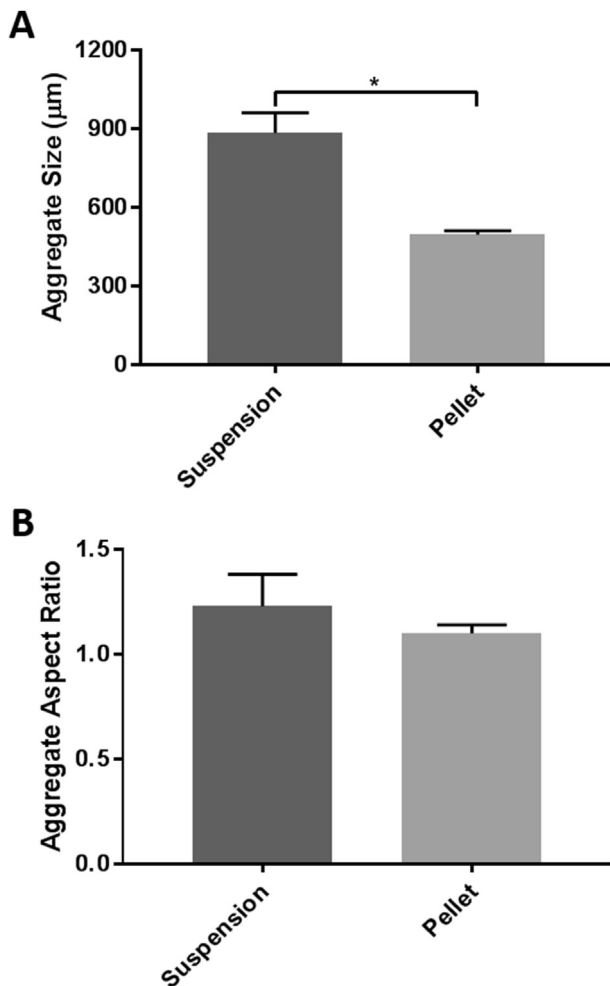 A
Aggregate Size (µm)
1200
900
600
300
0
*
Suspension
Pellet
B
Aggregate Aspect Ratio
1.5
1.0
0.5
0.0
Suspension
Pellet